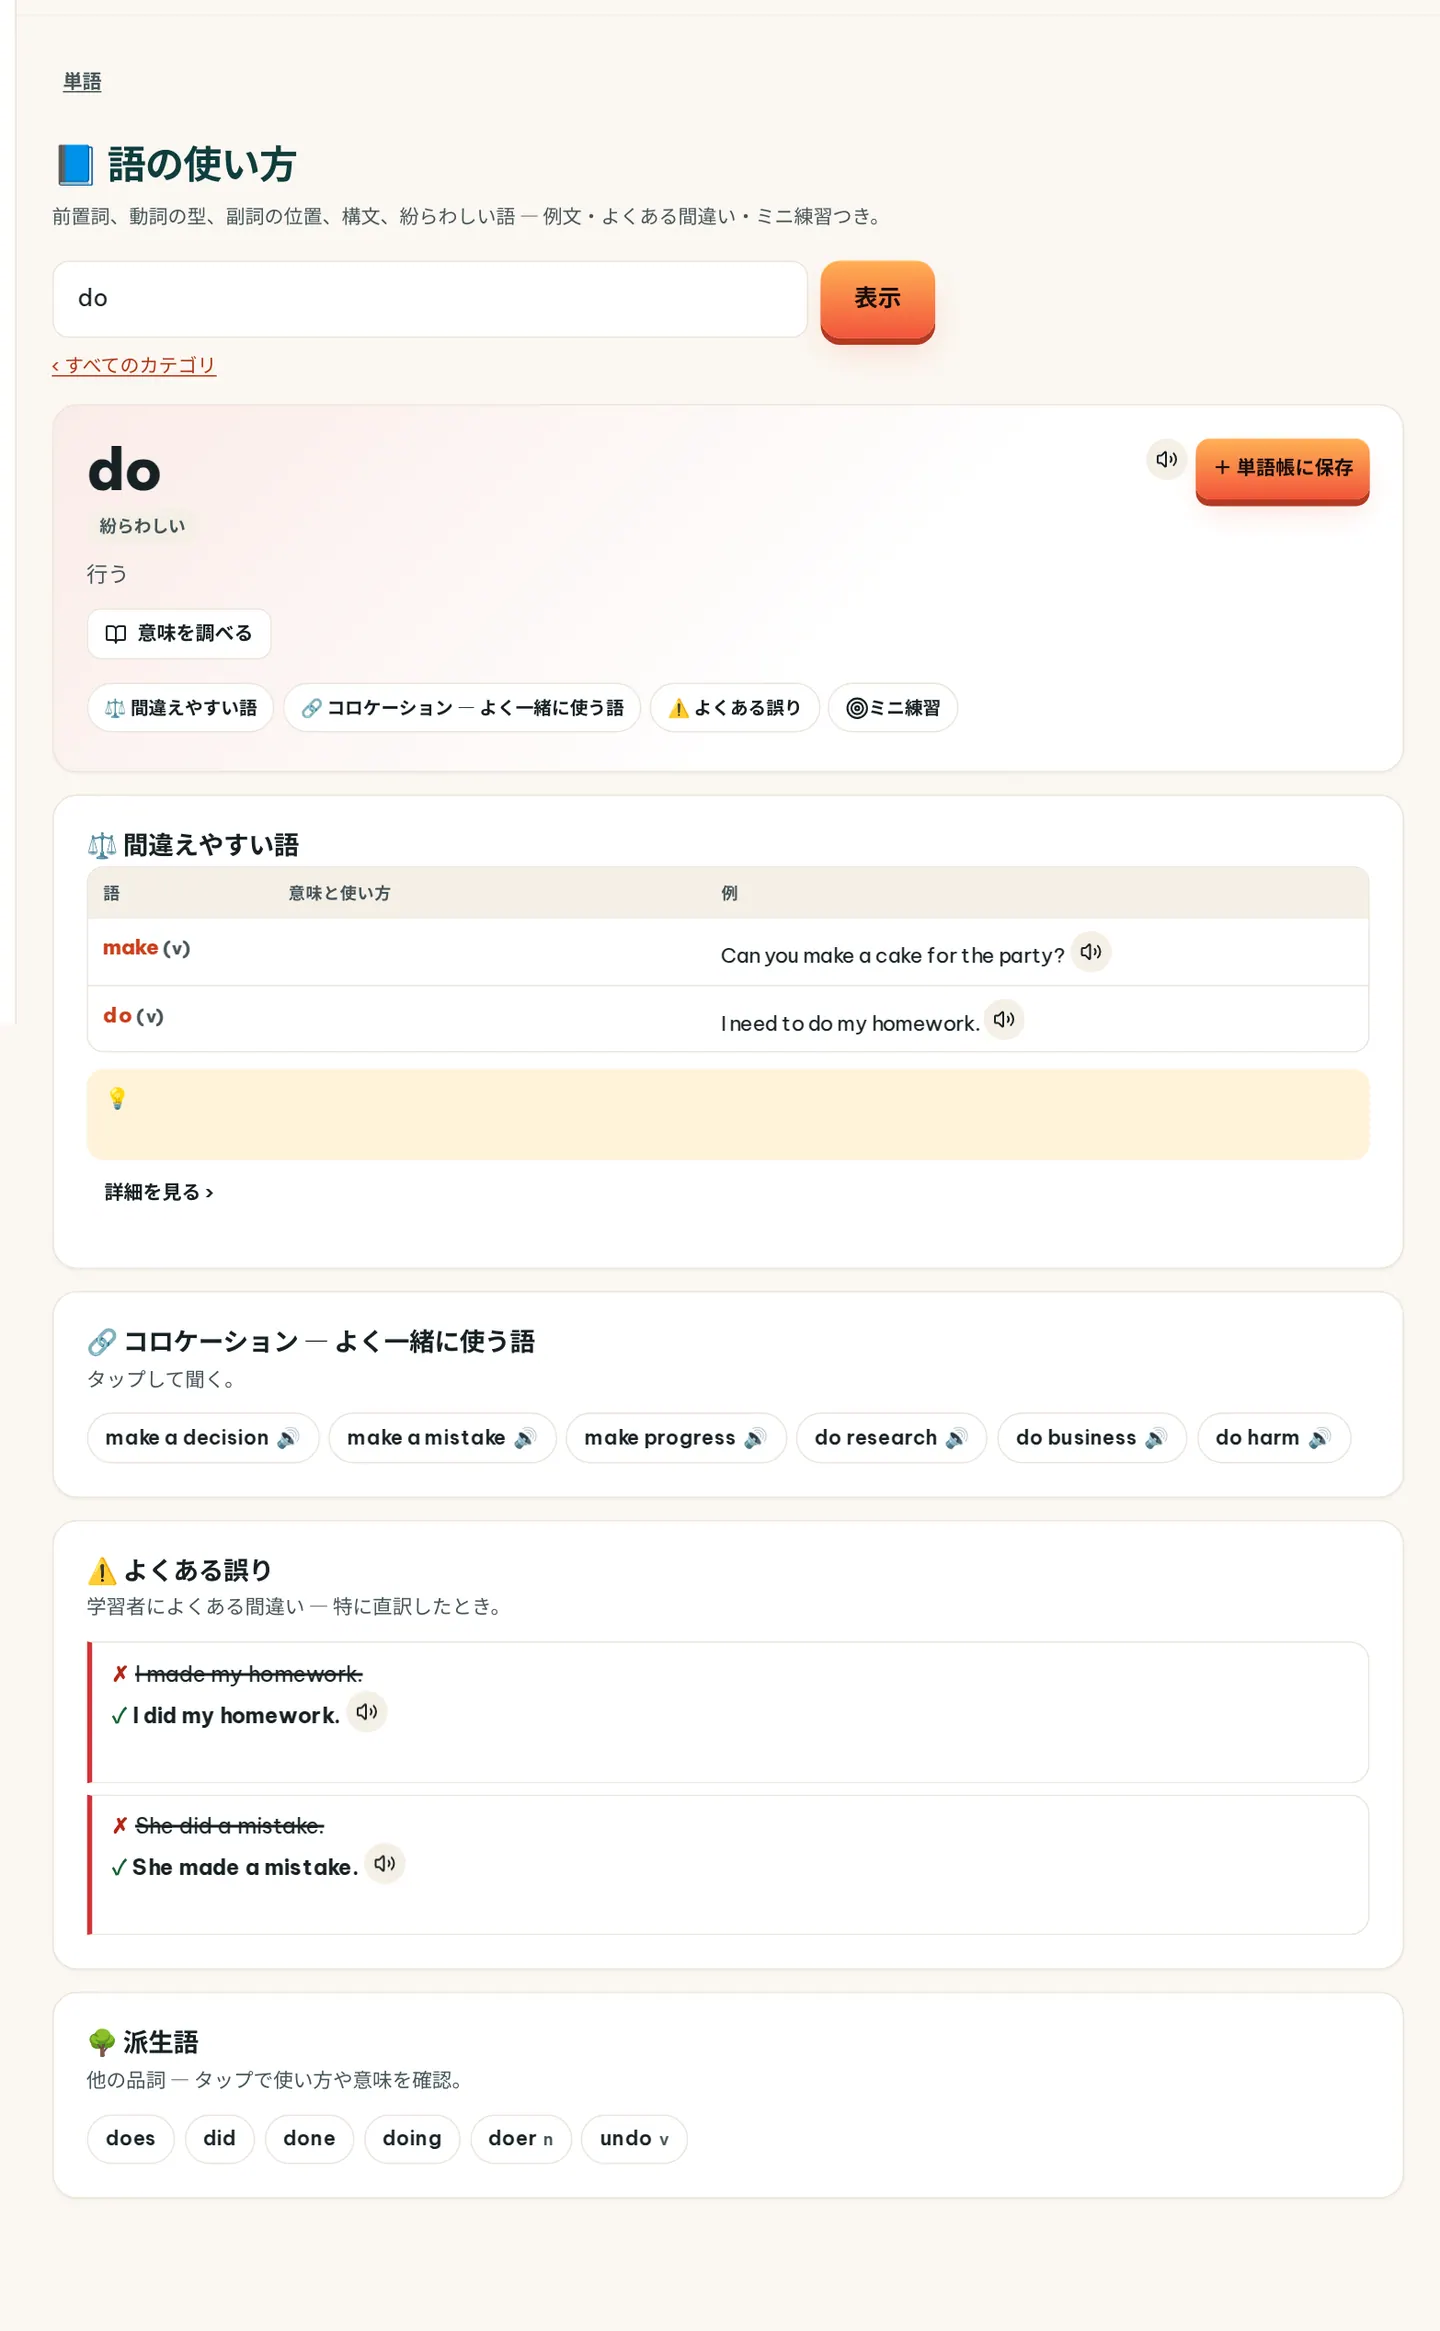 単語
📘 語の使い方
前置詞、動詞の型、副詞の位置、構文、紛らわしい語 — 例文・よくある間違い・ミニ練習つき。
do
表示
‹ すべてのカテゴリ
do
＋ 単語帳に保存
紛らわしい
行う
意味を調べる
⚖️ 間違えやすい語 🔗 コロケーション — よく一緒に使う語 ⚠️ よくある誤り ミニ練習
⚖️ 間違えやすい語
語 意味と使い方 例
make (v) Can you make a cake for the party?
do (v) I need to do my homework.
💡
詳細を見る ›
🔗 コロケーション — よく一緒に使う語
タップして聞く。
make a decision 🔊 make a mistake 🔊 make progress 🔊 do research 🔊 do business 🔊 do harm 🔊
⚠️ よくある誤り
学習者によくある間違い — 特に直訳したとき。
✗ I made my homework.
✓ I did my homework.
✗ She did a mistake.
✓ She made a mistake.
🌳 派生語
他の品詞 — タップで使い方や意味を確認。
does did done doing doer n undo v